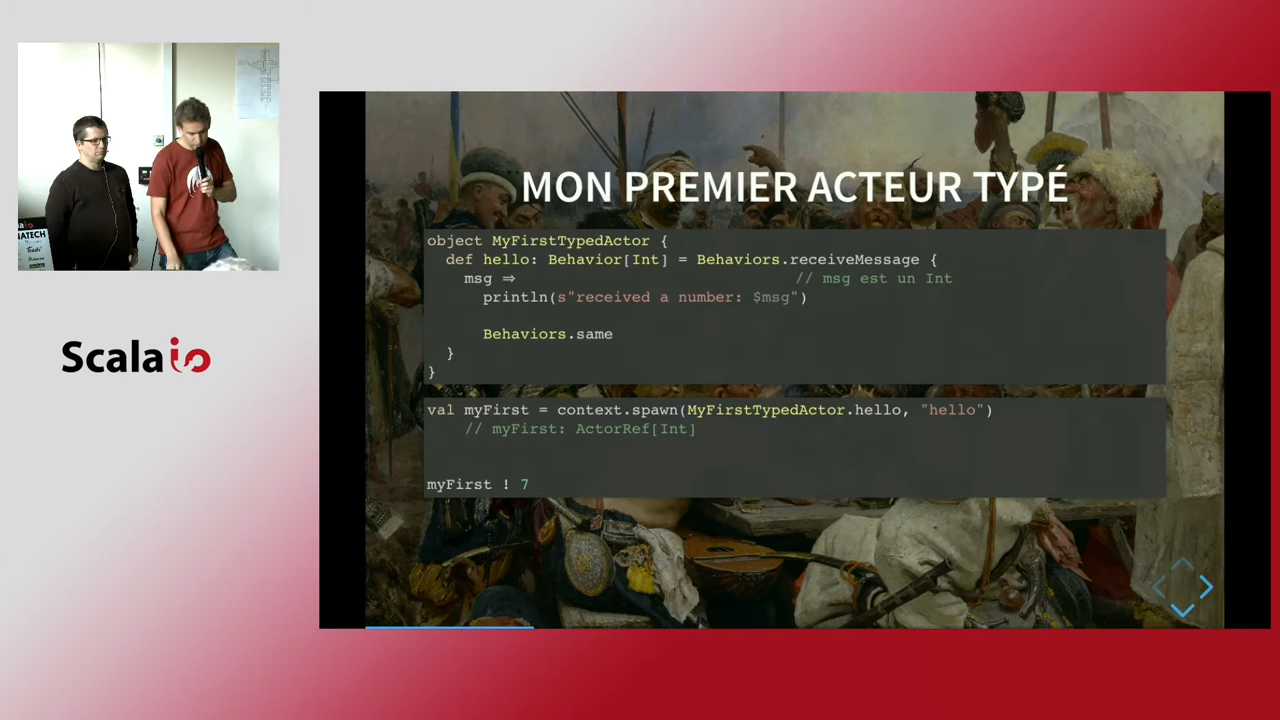 MON PREMIER ACTEUR TYPÉ
object MyFirstTypedActor {
def hello: Behavior[Int] = Behaviors.receiveMessage {
msg ⇒ // msg est un Int
println(s"received a number: $msg")
Behaviors.same
}
}
val myFirst = context.spawn(MyFirstTypedActor.hello, "hello")
// myFirst: ActorRef[Int]
myFirst ! 7
Scala io